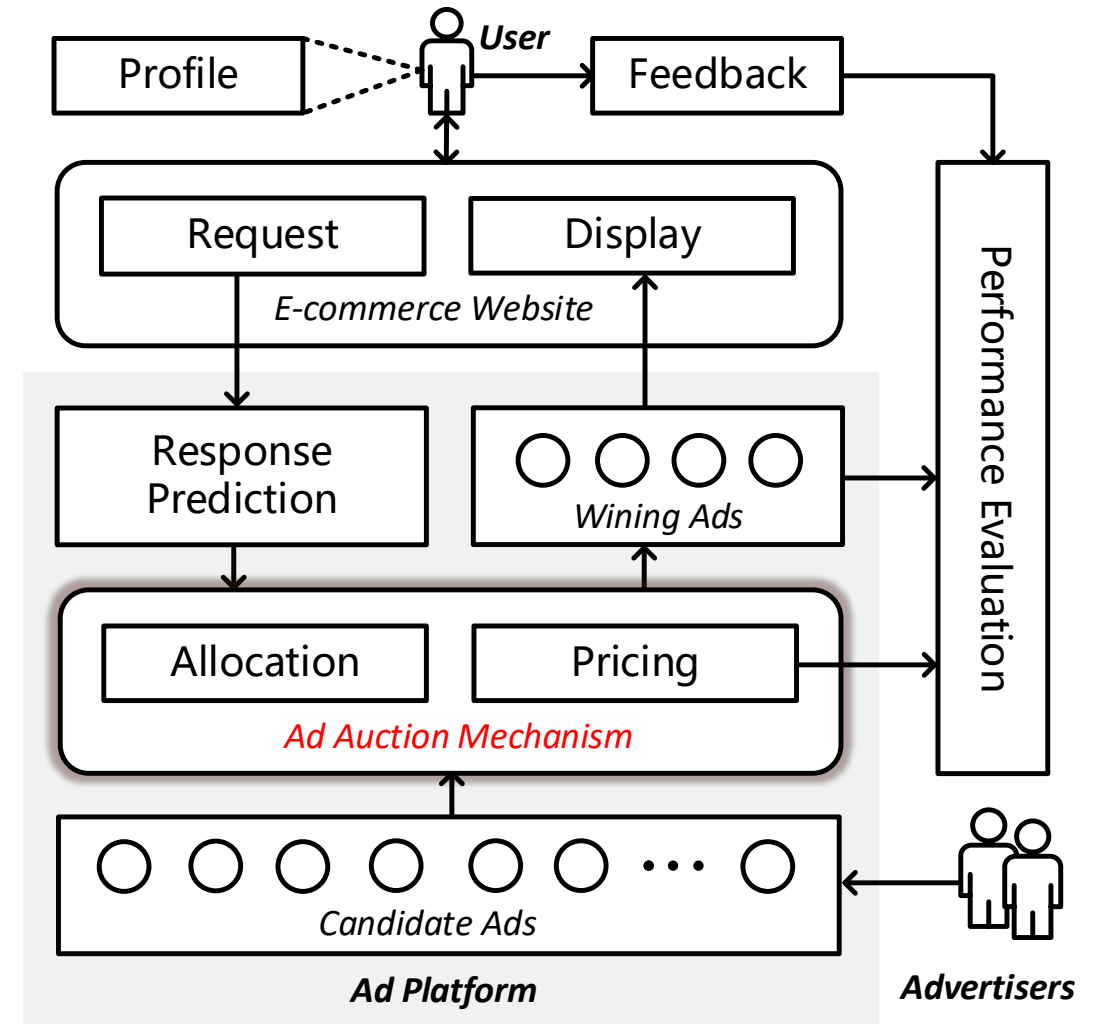 User
Profile
Feedback
Request
Display
E-commerce Website
Performance Evaluation
Response
Prediction
Wining Ads
Allocation
Pricing
Ad Auction Mechanism
Candidate Ads
Ad Platform
Advertisers